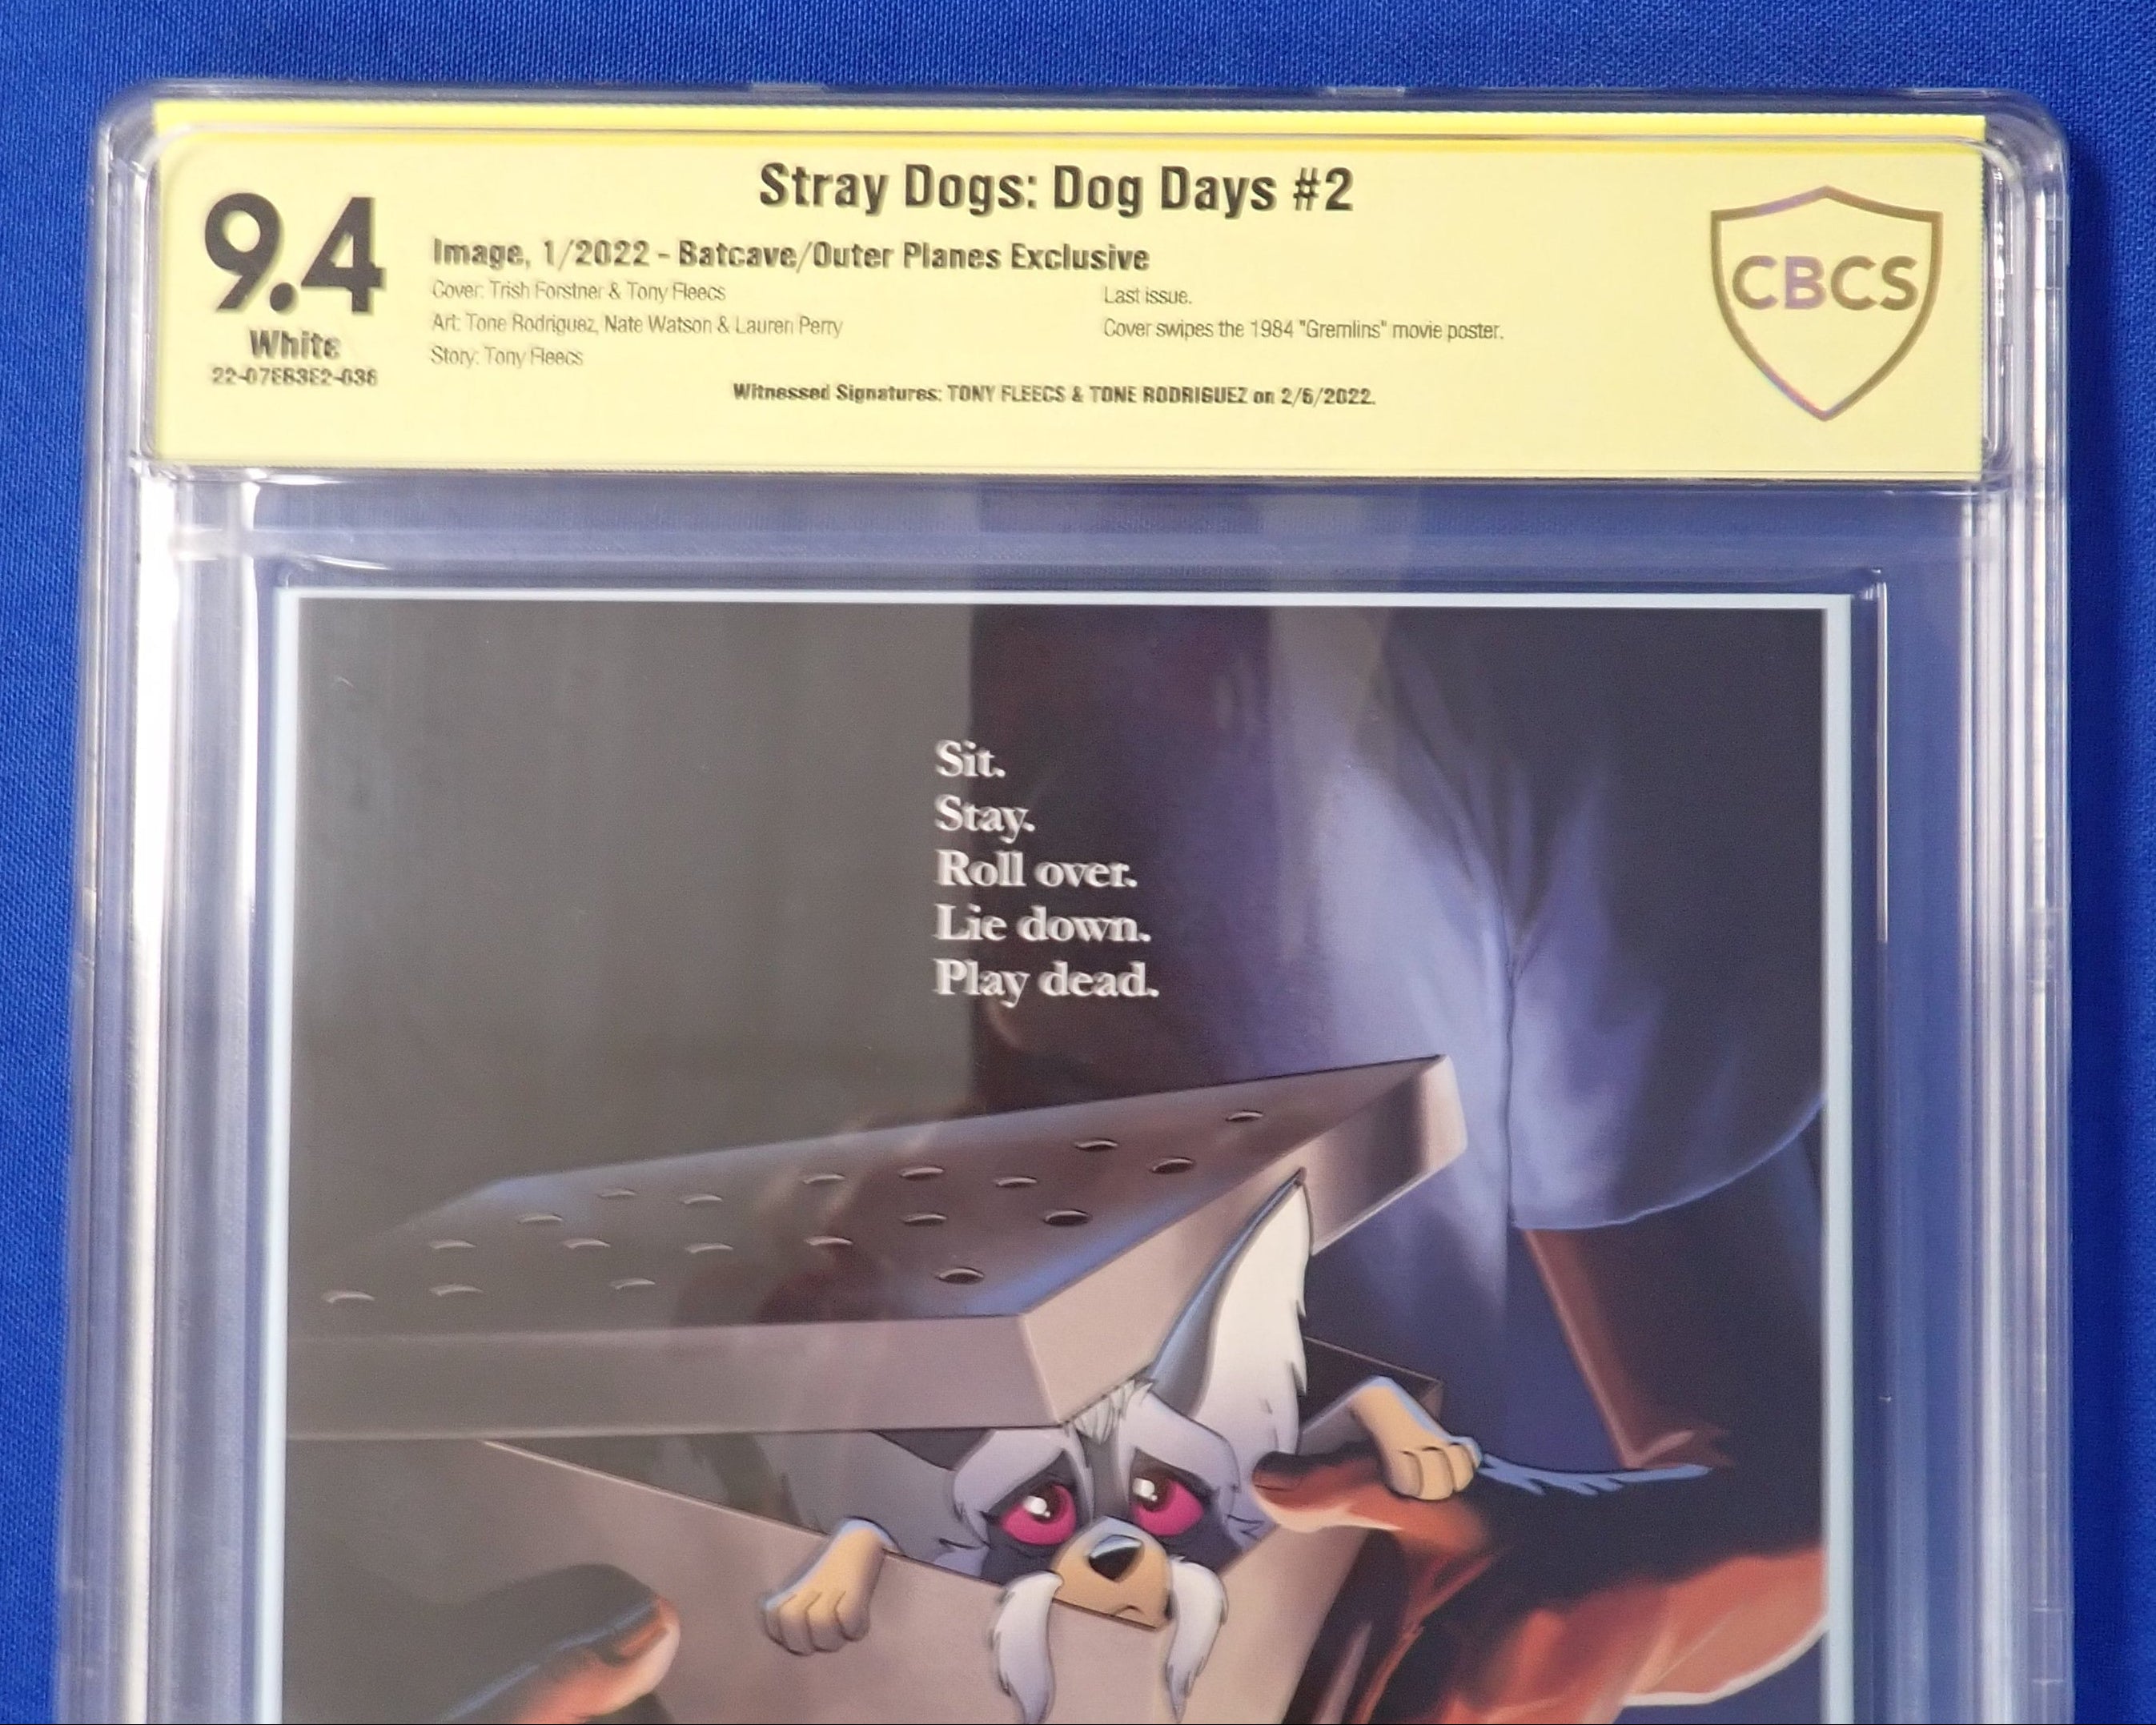 Stray Dogs: Dog Days #2
9.4
White
Image, 1/2022 - Batcave/Outer Planes Exclusive
Cover: Trish Forstner & Tony Fleecs
Art: Tone Rodriguez, Nate Watson & Lauren Perry
Story: Tony Fleecs
Last issue.
Cover swipes the 1984 "Gremlins" movie poster.
Witnessed Signatures: TONY FLEECS & TONE RODRIGUEZ on 2/6/2022.
CBCS
Sit.
Stay.
Roll over.
Lie down.
Play dead.